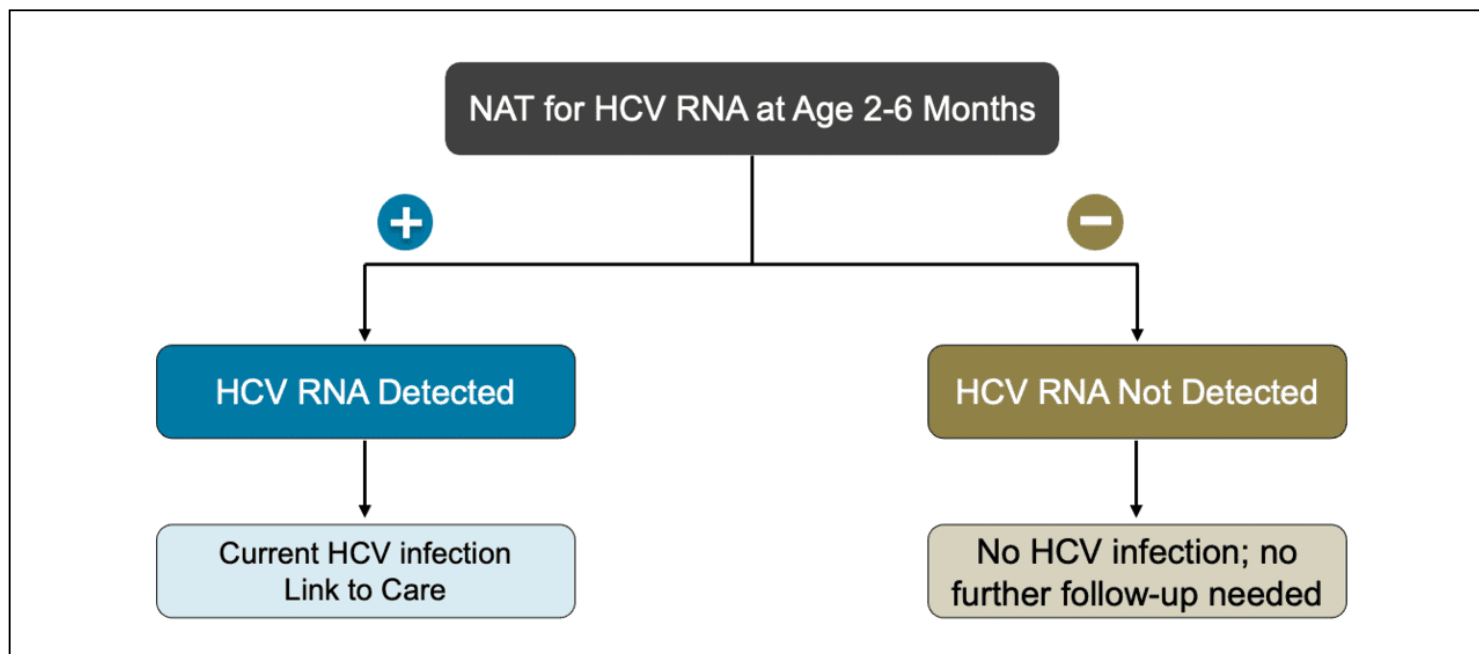 NAT for HCV RNA at Age 2-6 Months
+
−
HCV RNA Detected
HCV RNA Not Detected
Current HCV infection
Link to Care
No HCV infection; no
further follow-up needed